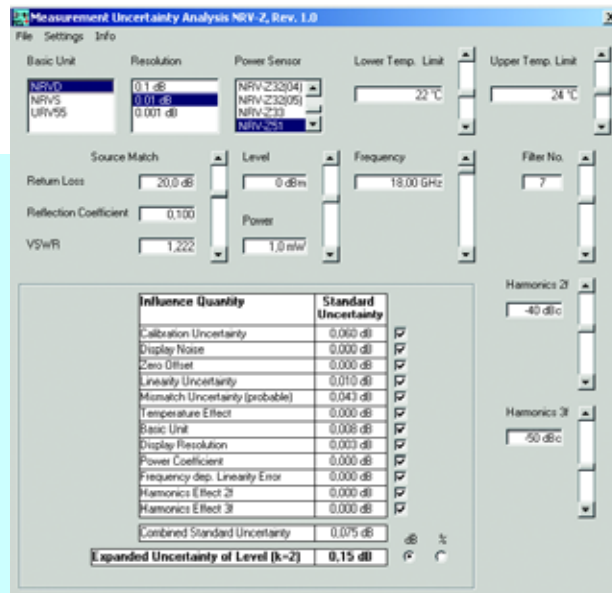 Measurement Uncertainty Analysis NRV-Z, Rev. 1.0
File Settings Info
Basic Unit Resolution Power Sensor Lower Temp. Limit Upper Temp. Limit
NRVD 0.1 dB NRV-Z32(04) 22 °C 24 °C
NRVS 0.01 dB NRV-Z32(05)
URV55 0.001 dB NRV-Z33
NRV-Z51
Source Match Level Frequency Filter No.
Return Loss 20,0 dB 0 dBm 18,00 GHz 7
Reflection Coefficient 0,100 Power
VSWR 1,222 1,0 mW
Harmonics 2f
-40 dBc
Harmonics 3f
-50 dBc
Influence Quantity Standard Uncertainty
Calibration Uncertainty 0,060 dB
Display Noise 0,000 dB
Zero Offset 0,000 dB
Linearity Uncertainty 0,010 dB
Mismatch Uncertainty (probable) 0,043 dB
Temperature Effect 0,000 dB
Basic Unit 0,008 dB
Display Resolution 0,003 dB
Power Coefficient 0,000 dB
Frequency dep. Linearity Error 0,000 dB
Harmonics Effect 2f 0,000 dB
Harmonics Effect 3f 0,000 dB
Combined Standard Uncertainty 0,075 dB dB %
Expanded Uncertainty of Level (k=2) 0,15 dB